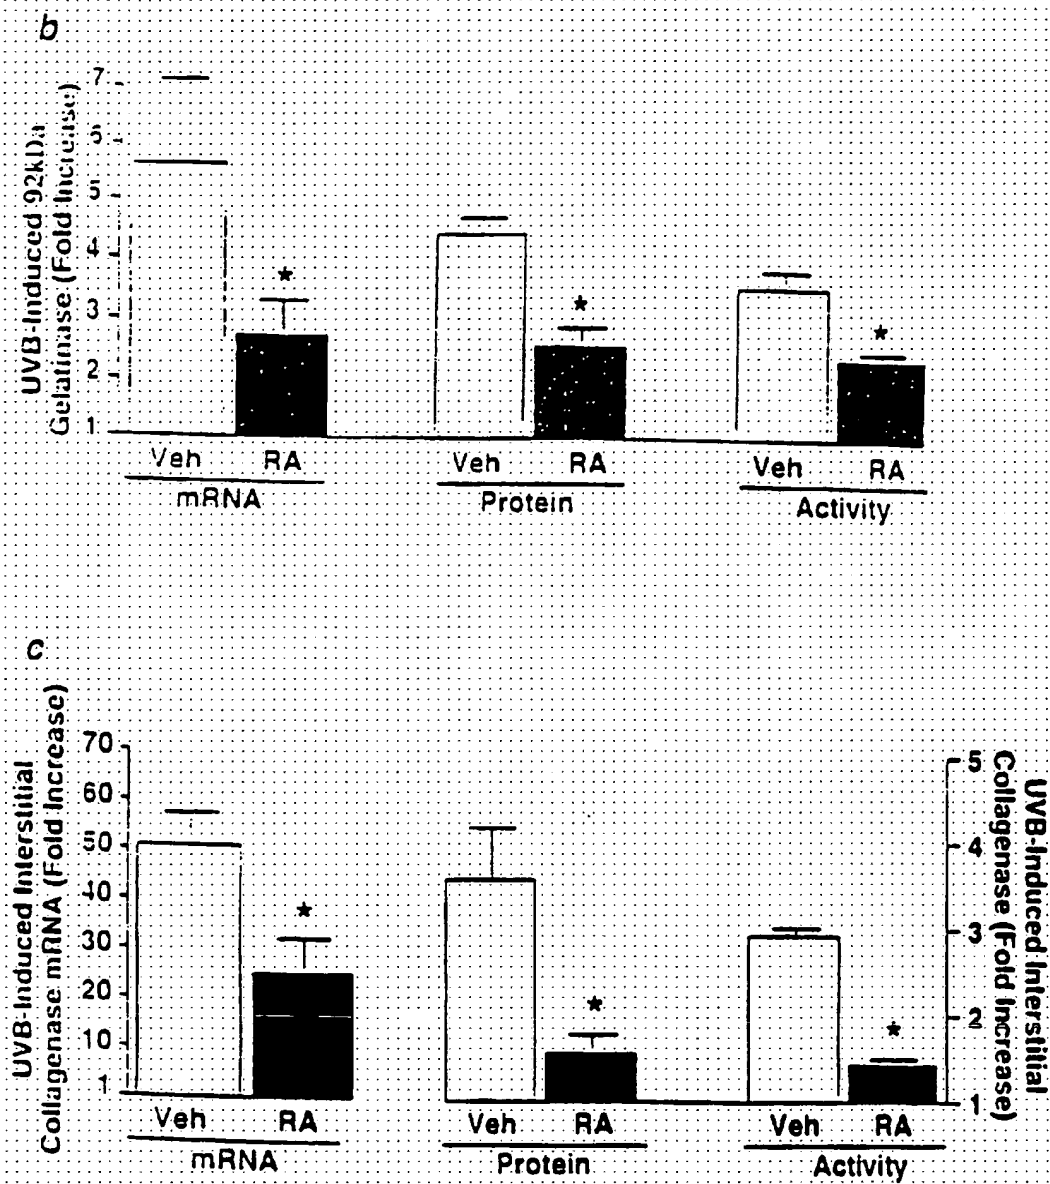 b
UVB-Induced 92kDa
Gelatinase (Fold Increase)
7
6
5
4
3
2
1
*
*
*
Veh RA Veh RA Veh RA
mRNA Protein Activity
c
UVB-Induced Interstitial
Collagenase mRNA (Fold Increase)
70
60
50
40
30
20
10
1
*
*
*
5
4
3
2
1
UVB-Induced Interstitial
Collagenase (Fold Increase)
Veh RA Veh RA Veh RA
mRNA Protein Activity